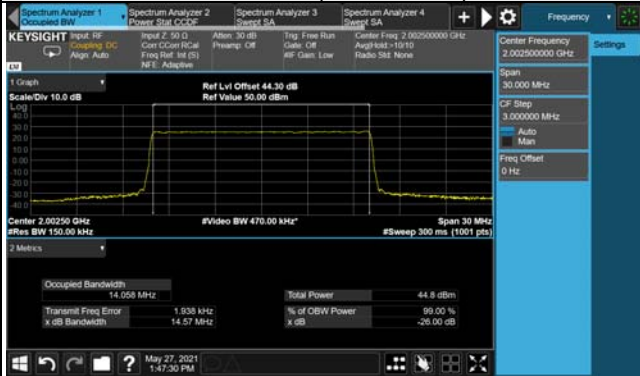 Spectrum Analyzer 1
Occupied BW
Spectrum Analyzer 2
Power Stat CCDF
Spectrum Analyzer 3
Swept SA
Spectrum Analyzer 4
Swept SA
+
Frequency
KEYSIGHT
Input: RF
Coupling: DC
Align: Auto
Input Z: 50 Ω
Corr CCorr RCal
Freq Ref: Int (S)
NFE: Adaptive
Atten: 30 dB
Preamp: Off
Trig: Free Run
Gate: Off
#IF Gain: Low
Center Freq: 2.002500000 GHz
Avg|Hold:>10/10
Radio Std: None
LXI
1 Graph
Scale/Div 10.0 dB
Ref Lvl Offset 44.30 dB
Ref Value 50.00 dBm
Log
40.0
30.0
20.0
10.0
0.00
-10.0
-20.0
-30.0
-40.0
Center 2.00250 GHz
#Res BW 150.00 kHz
#Video BW 470.00 kHz*
Span 30 MHz
#Sweep 300 ms (1001 pts)
2 Metrics
Occupied Bandwidth
14.058 MHz
Total Power 44.8 dBm
Transmit Freq Error 1.938 kHz
% of OBW Power 99.00 %
x dB Bandwidth 14.57 MHz
x dB -26.00 dB
Center Frequency
2.002500000 GHz
Settings
Span
30.000 MHz
CF Step
3.000000 MHz
Auto
Man
Freq Offset
0 Hz
?
May 27, 2021
1:47:30 PM